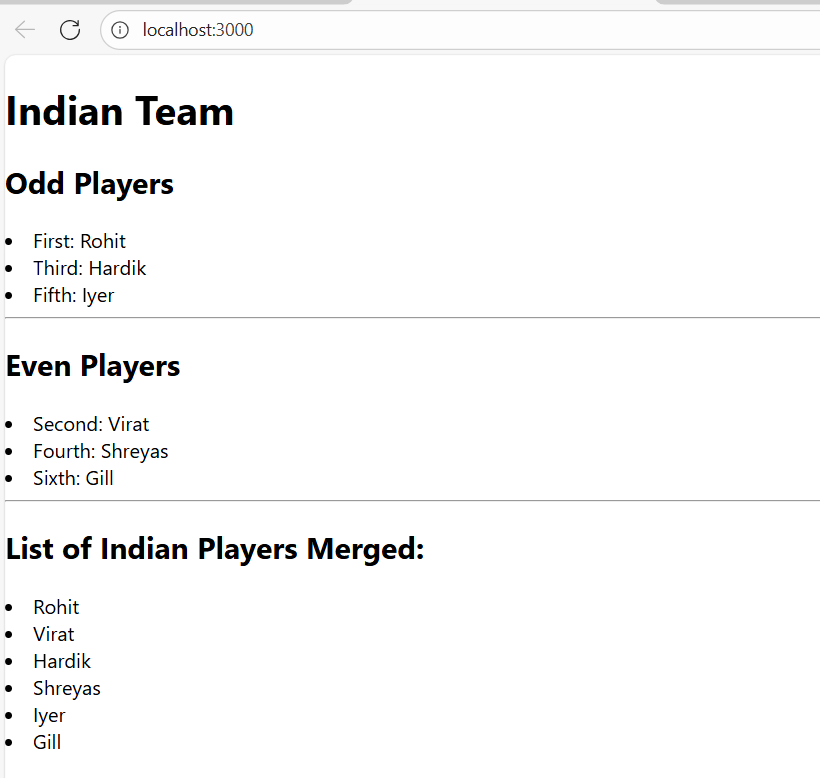 localhost:3000
Indian Team
Odd Players
First: Rohit
Third: Hardik
Fifth: Iyer
Even Players
Second: Virat
Fourth: Shreyas
Sixth: Gill
List of Indian Players Merged:
Rohit
Virat
Hardik
Shreyas
Iyer
Gill